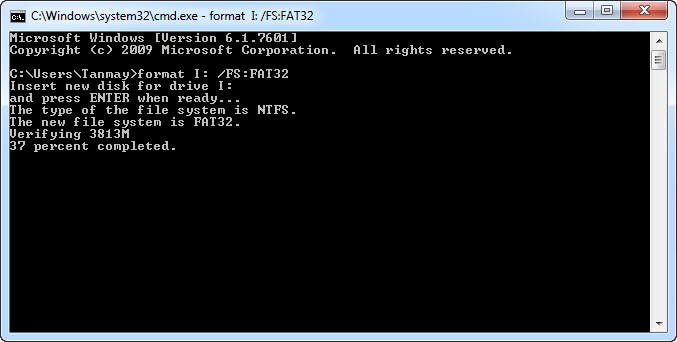 C:\Windows\system32\cmd.exe - format  I: /FS:FAT32
Microsoft Windows [Version 6.1.7601]
Copyright (c) 2009 Microsoft Corporation.  All rights reserved.
C:\Users\Tanmay>format I: /FS:FAT32
Insert new disk for drive I:
and press ENTER when ready...
The type of the file system is NTFS.
The new file system is FAT32.
Verifying 3813M
37 percent completed.